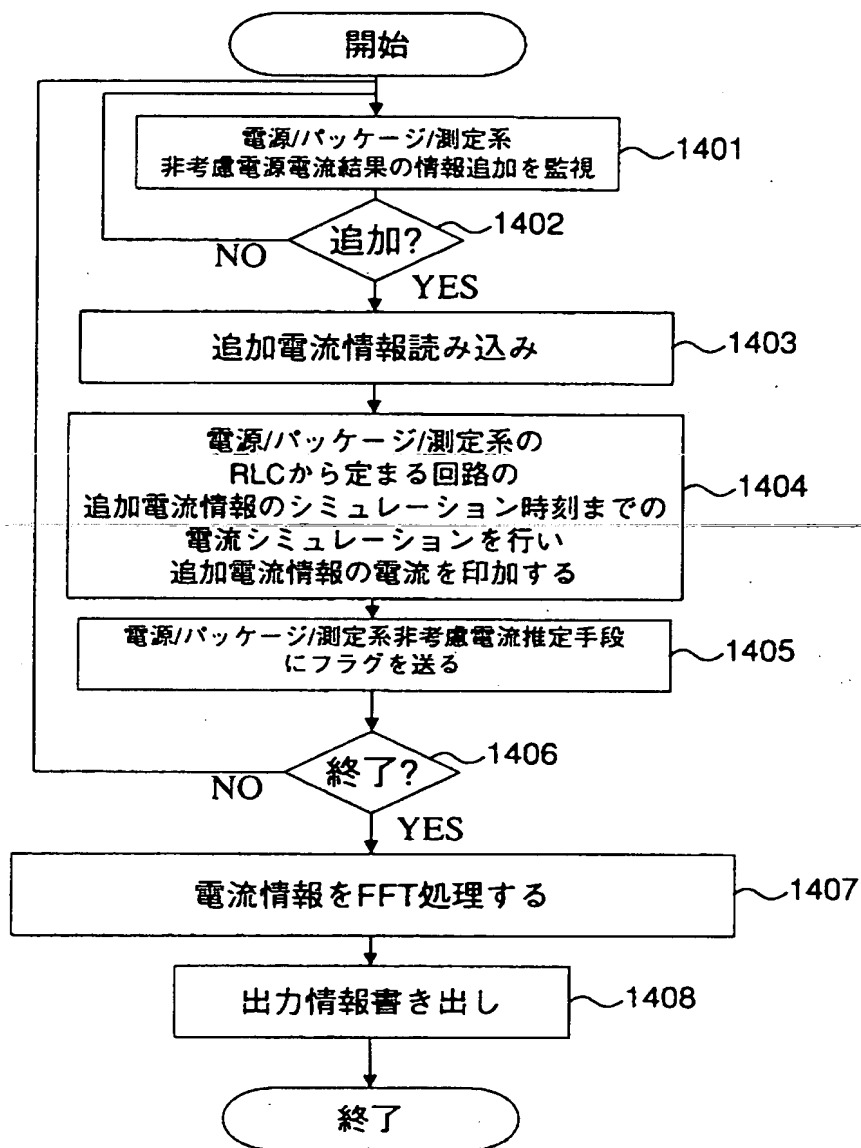 開始
電源/パッケージ/測定系
非考慮電源電流結果の情報追加を監視
1401
追加?
1402
NO
YES
追加電流情報読み込み
1403
電源/パッケージ/測定系の
RLCから定まる回路の
追加電流情報のシミュレーション時刻までの
電流シミュレーションを行い
追加電流情報の電流を印加する
1404
電源/パッケージ/測定系非考慮電流推定手段
にフラグを送る
1405
終了?
1406
NO
YES
電流情報をFFT処理する
1407
出力情報書き出し
1408
終了